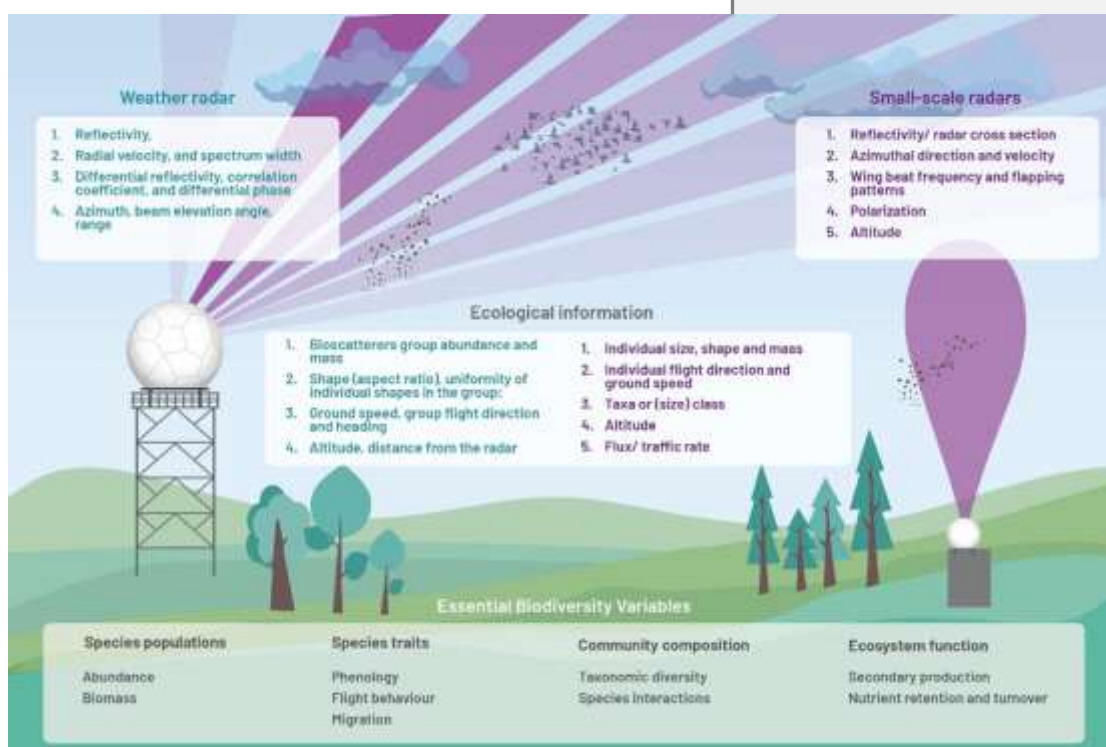 Weather radar
1. Reflectivity,
2. Radial velocity, and spectrum width
3. Differential reflectivity, correlation
coefficient, and differential phase
4. Azimuth, beam elevation angle,
range
Small-scale radars
1. Reflectivity/ radar cross section
2. Azimuthal direction and velocity
3. Wing beat frequency and flapping
patterns
4. Polarization
5. Altitude
Ecological information
1. Bioscatterers group abundance and
mass
2. Shape (aspect ratio), uniformity of
individual shapes in the group;
3. Ground speed, group flight direction
and heading
4. Altitude, distance from the radar
1. Individual size, shape and mass
2. Individual flight direction and
ground speed
3. Taxa or (size) class
4. Altitude
5. Flux/ traffic rate
Essential Biodiversity Variables
Species populations
Abundance
Biomass
Species traits
Phenology
Flight behaviour
Migration
Community composition
Taxonomic diversity
Species interactions
Ecosystem function
Secondary production
Nutrient retention and turnover